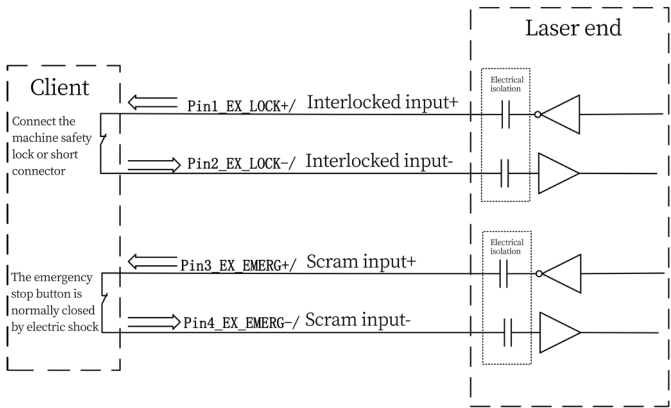 Laser end
Client
Electrical
isolation
Pin1_EX_LOCK+/ Interlocked input+
Connect the
machine safety
lock or short
connector
Pin2_EX_LOCK-/ Interlocked input-
Electrical
isolation
Pin3_EX_EMERG+/ Scram input+
The emergency
stop button is
normally closed
by electric shock
Pin4_EX_EMERG-/ Scram input-